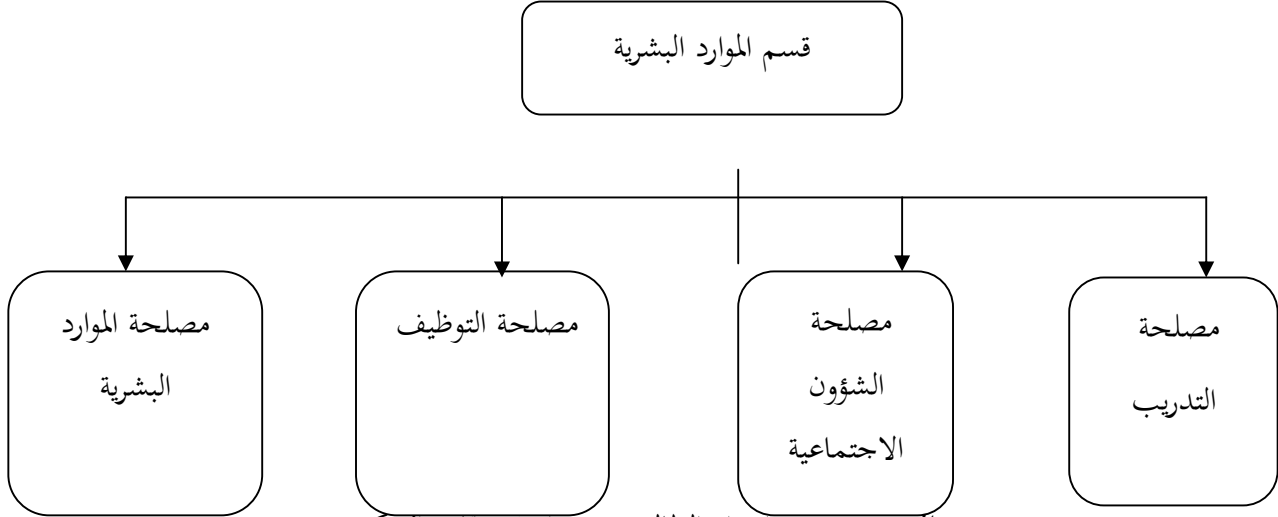 قسم الموارد البشرية
مصلحة
التدريب
مصلحة
الشؤون
الاجتماعية
مصلحة التوظيف
مصلحة الموارد
البشرية